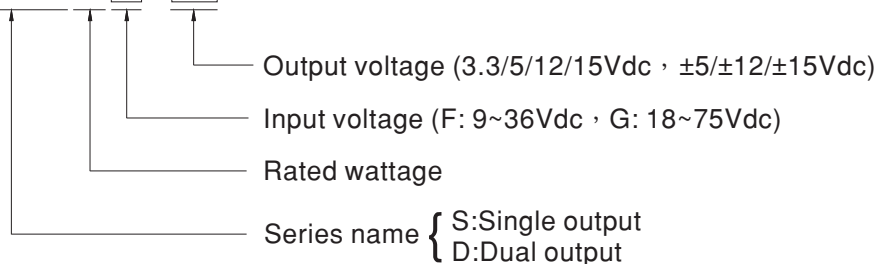 Output voltage (3.3/5/12/15Vdc，±5/±12/±15Vdc)
Input voltage (F: 9~36Vdc，G: 18~75Vdc)
Rated wattage
Series name { S:Single output
D:Dual output